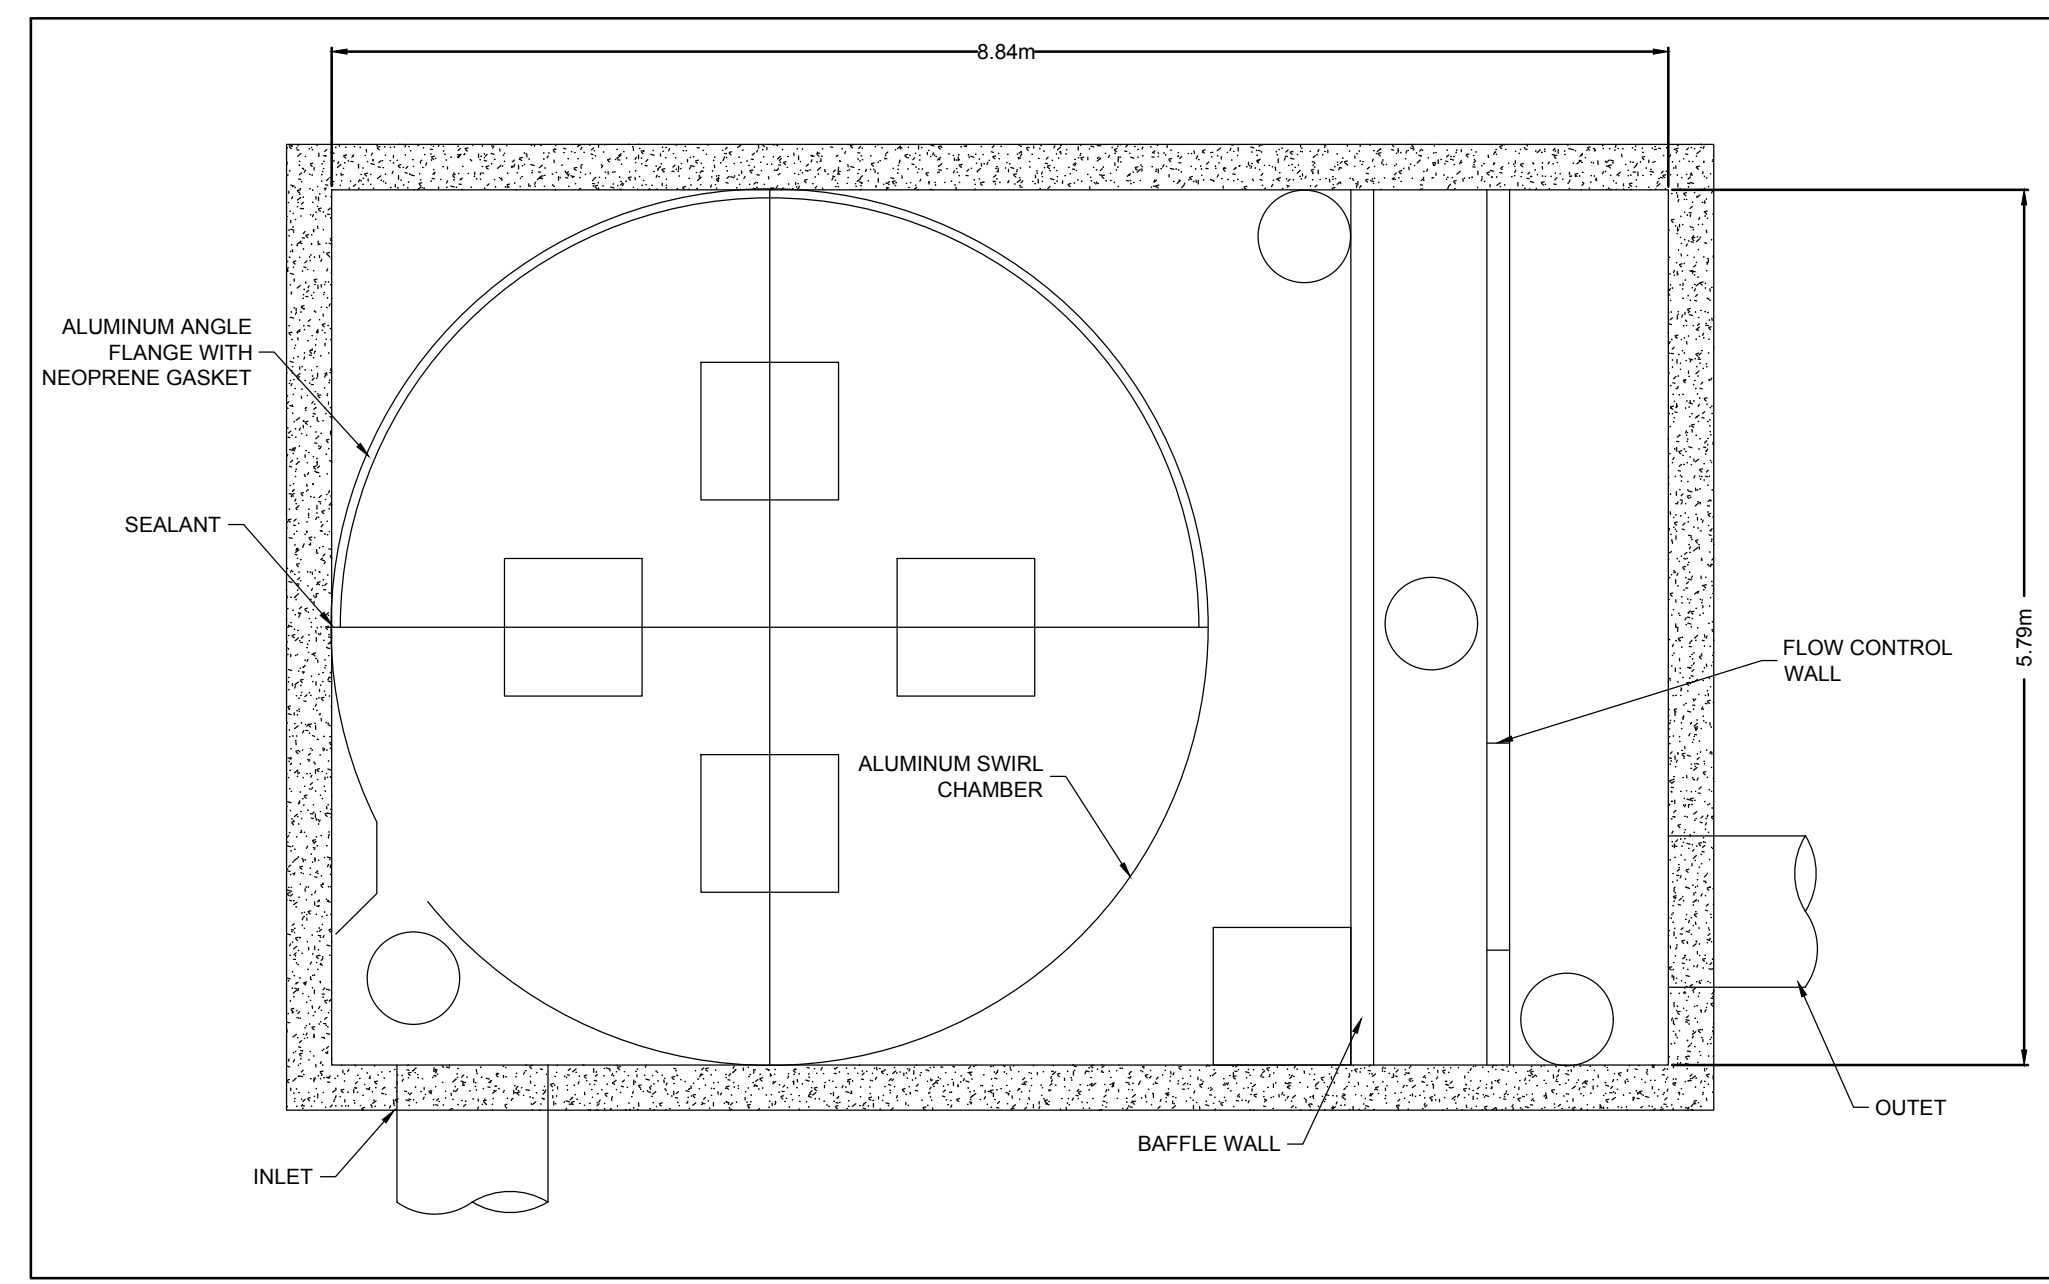 8.84m
ALUMINUM ANGLE
FLANGE WITH
NEOPRENE GASKET
SEALANT
5.79m
FLOW CONTROL
WALL
ALUMINUM SWIRL
CHAMBER
OUTET
BAFFLE WALL
INLET